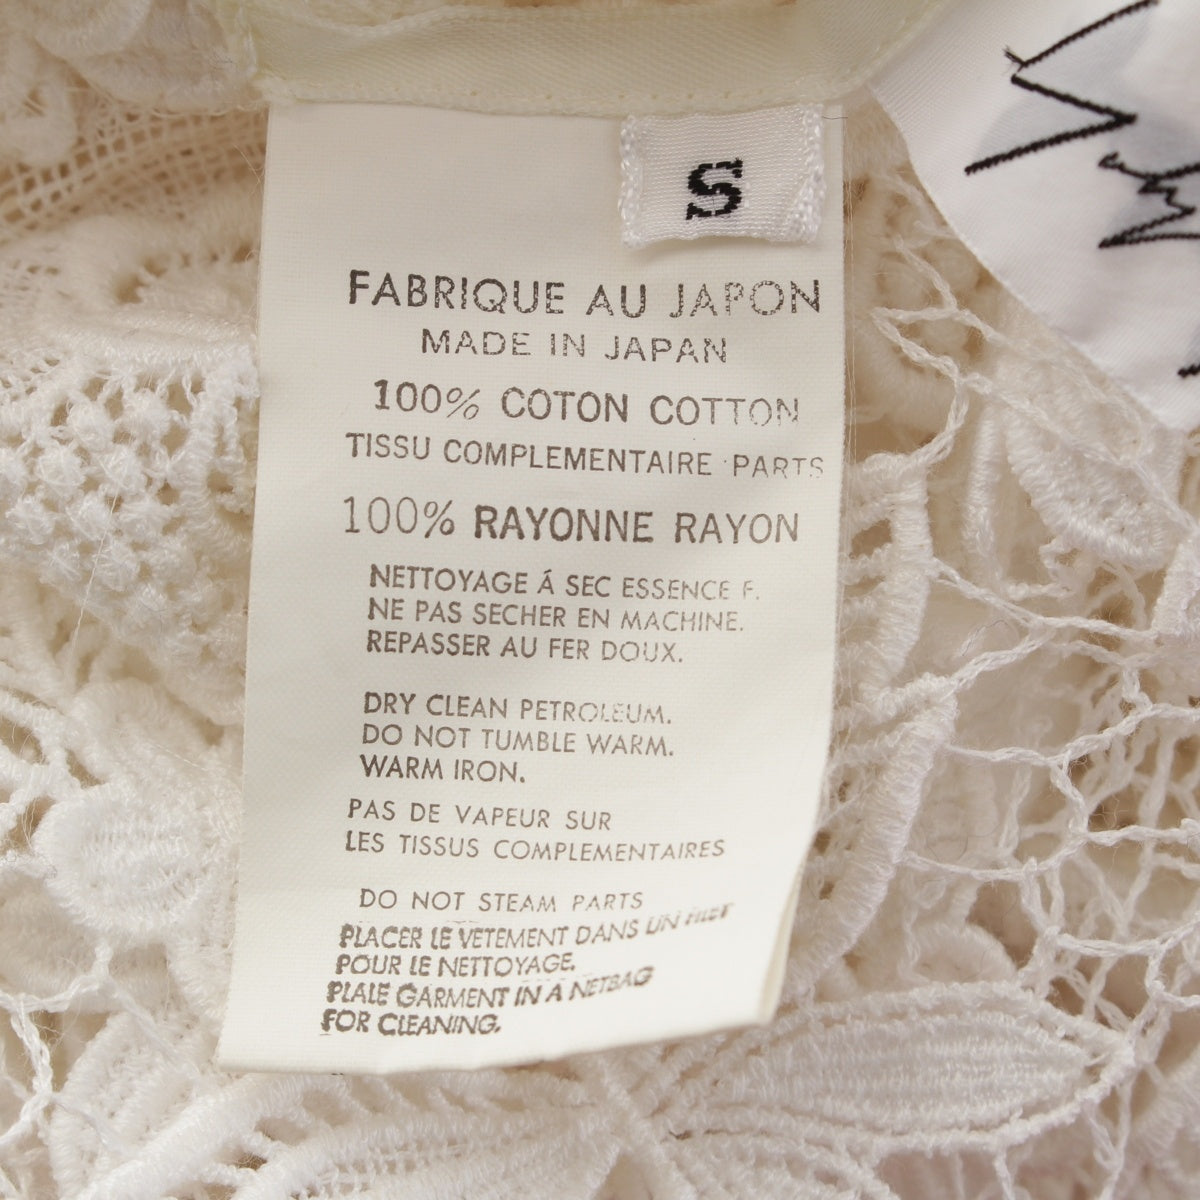 S
FABRIQUE AU JAPON
MADE IN JAPAN
100% COTON COTTON
TISSU COMPLEMENTAIRE PARTS
100% RAYONNE RAYON
NETTOYAGE Á SEC ESSENCE F.
NE PAS SECHER EN MACHINE.
REPASSER AU FER DOUX.
DRY CLEAN PETROLEUM.
DO NOT TUMBLE WARM.
WARM IRON.
PAS DE VAPEUR SUR
LES TISSUS COMPLEMENTAIRES
DO NOT STEAM PARTS
PLACER LE VETEMENT DANS UN FILET
POUR LE NETTOYAGE.
PLALE GARMENT IN A NETBAG
FOR CLEANING.